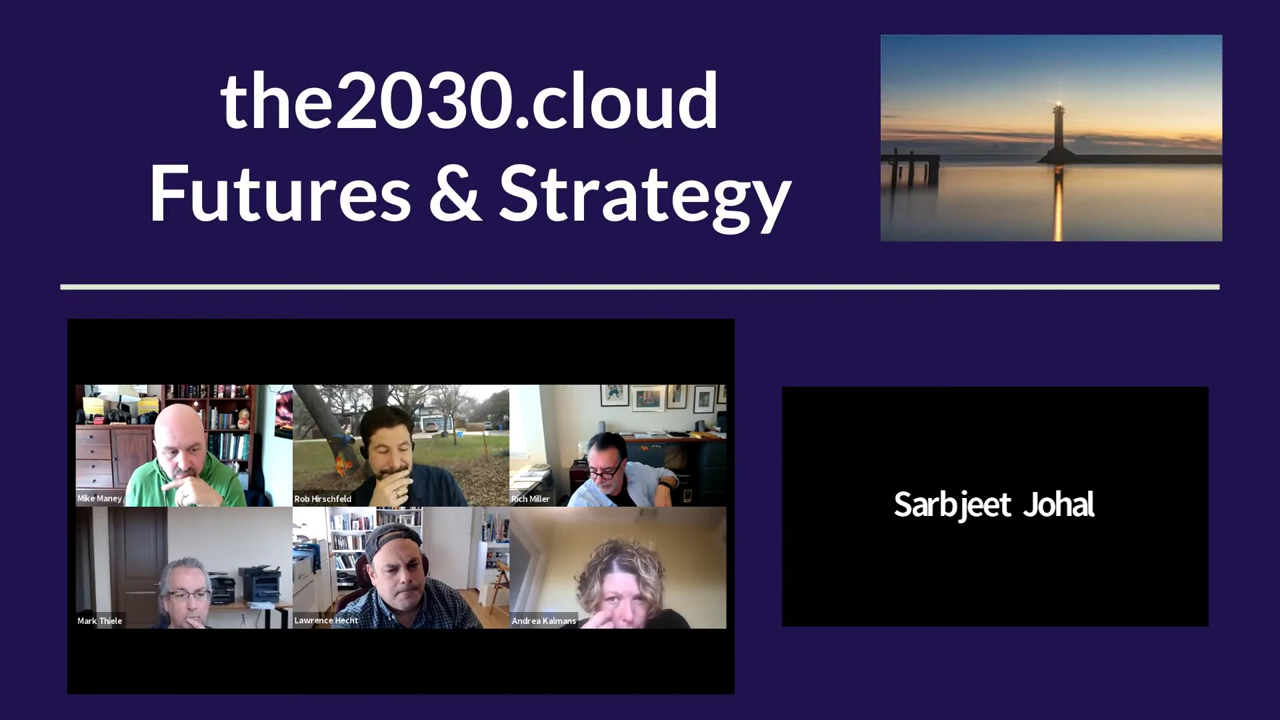 the2030.cloud
Futures & Strategy
Mike Maney
Rob Hirschfeld
Rich Miller
Sarbjeet Johal
Mark Thiele
Lawrence Hecht
Andrea Kalmans